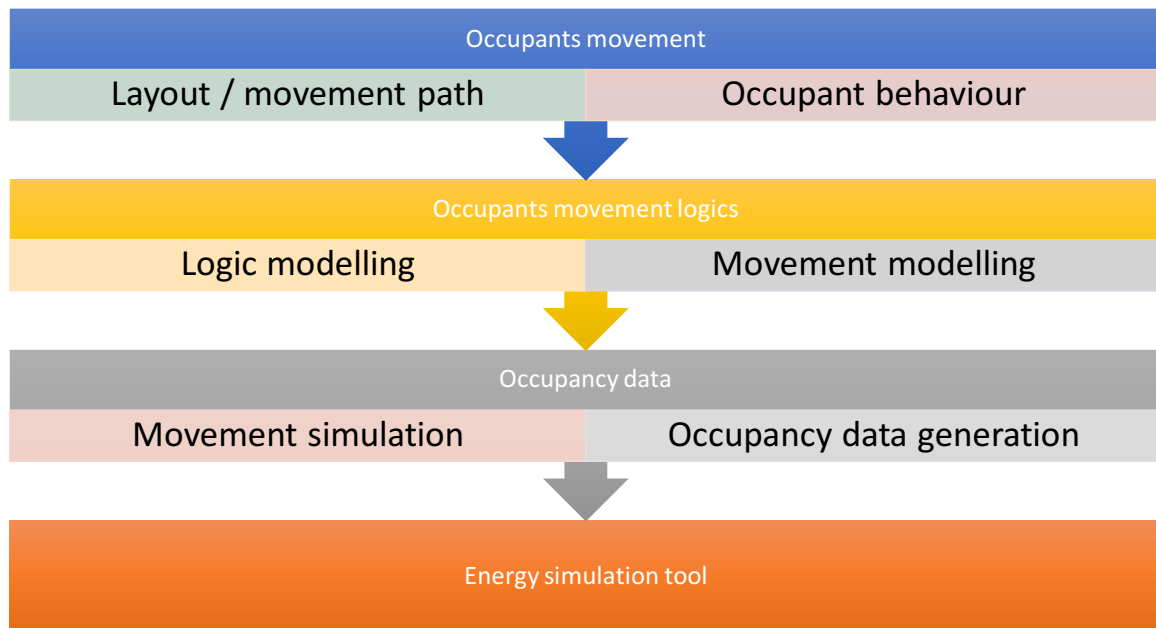 Occupants movement
Layout / movement path
Occupant behaviour
Occupants movement logics
Logic modelling
Movement modelling
Occupancy data
Movement simulation
Occupancy data generation
Energy simulation tool